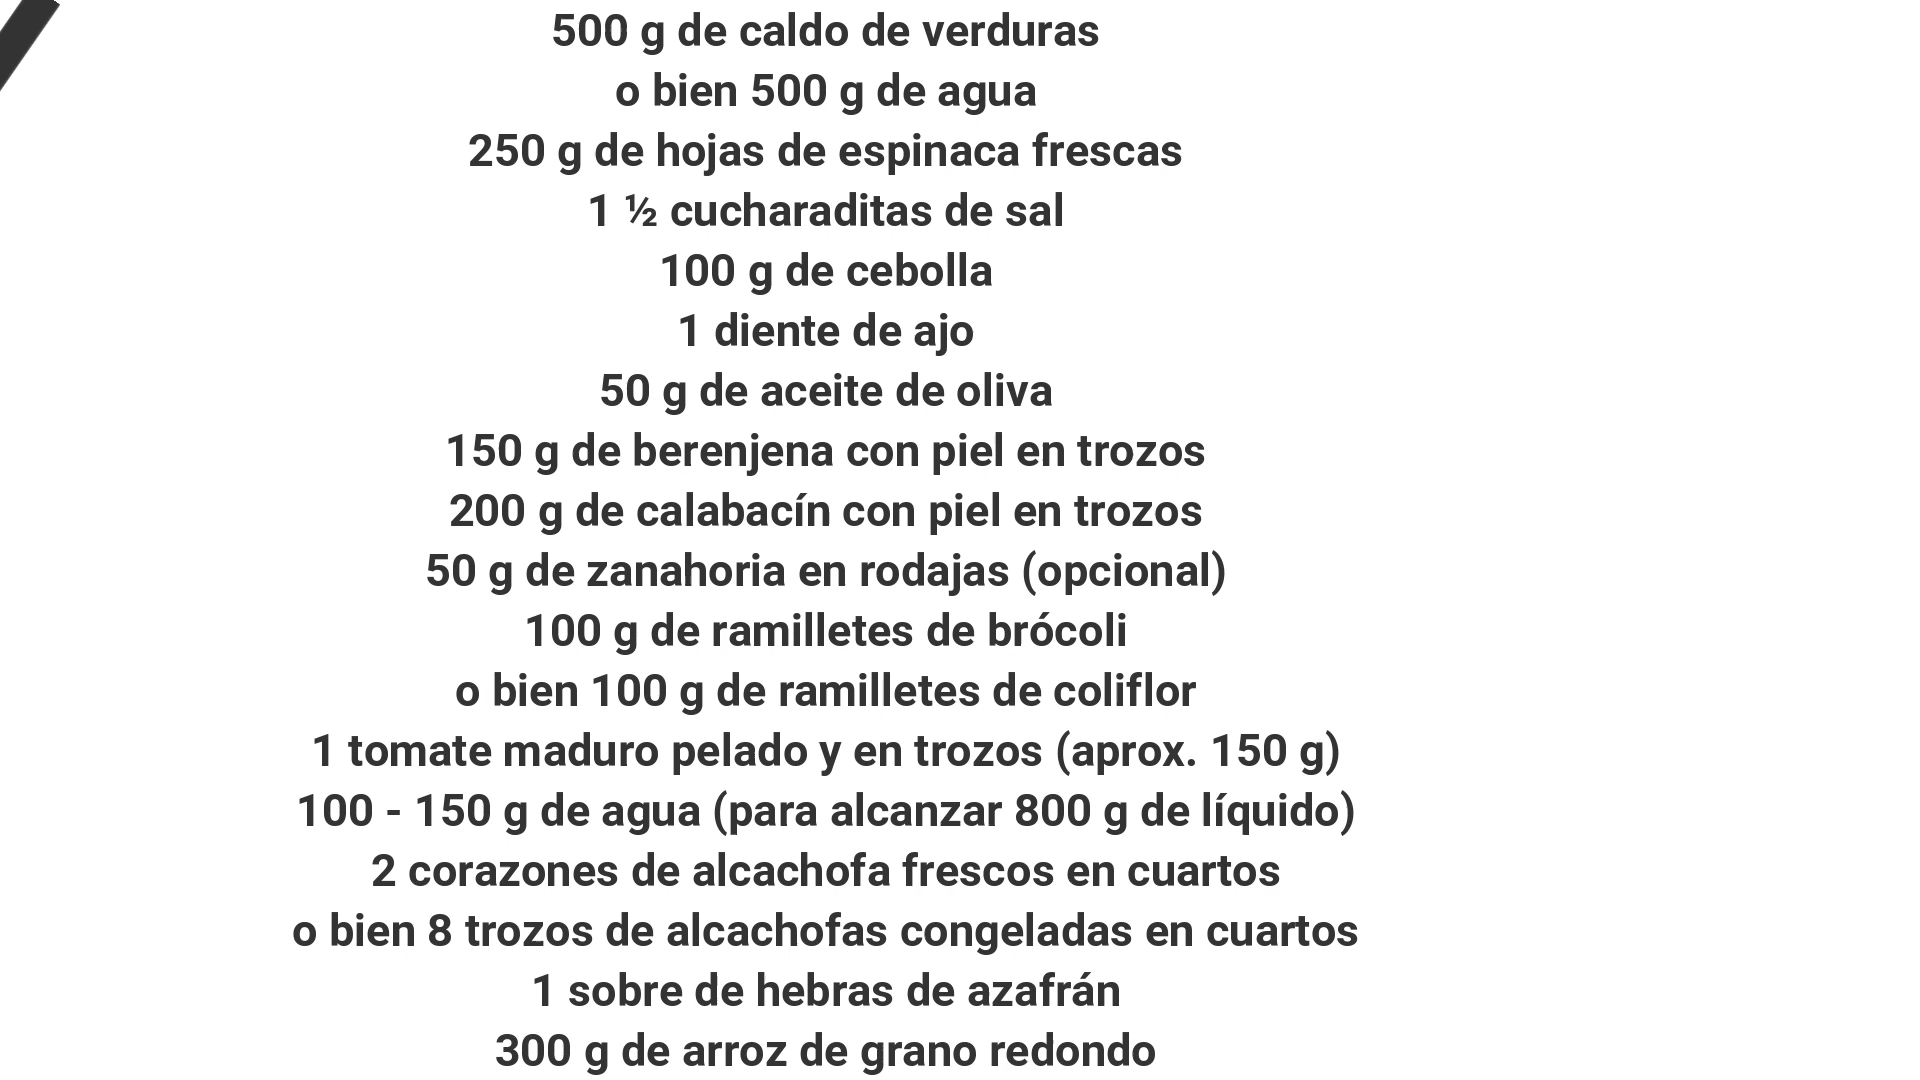 500 g de caldo de verduras
o bien 500 g de agua
250 g de hojas de espinaca frescas
1 ½ cucharaditas de sal
100 g de cebolla
1 diente de ajo
50 g de aceite de oliva
150 g de berenjena con piel en trozos
200 g de calabacín con piel en trozos
50 g de zanahoria en rodajas (opcional)
100 g de ramilletes de brócoli
o bien 100 g de ramilletes de coliflor
1 tomate maduro pelado y en trozos (aprox. 150 g)
100 - 150 g de agua (para alcanzar 800 g de líquido)
2 corazones de alcachofa frescos en cuartos
o bien 8 trozos de alcachofas congeladas en cuartos
1 sobre de hebras de azafrán
300 g de arroz de grano redondo